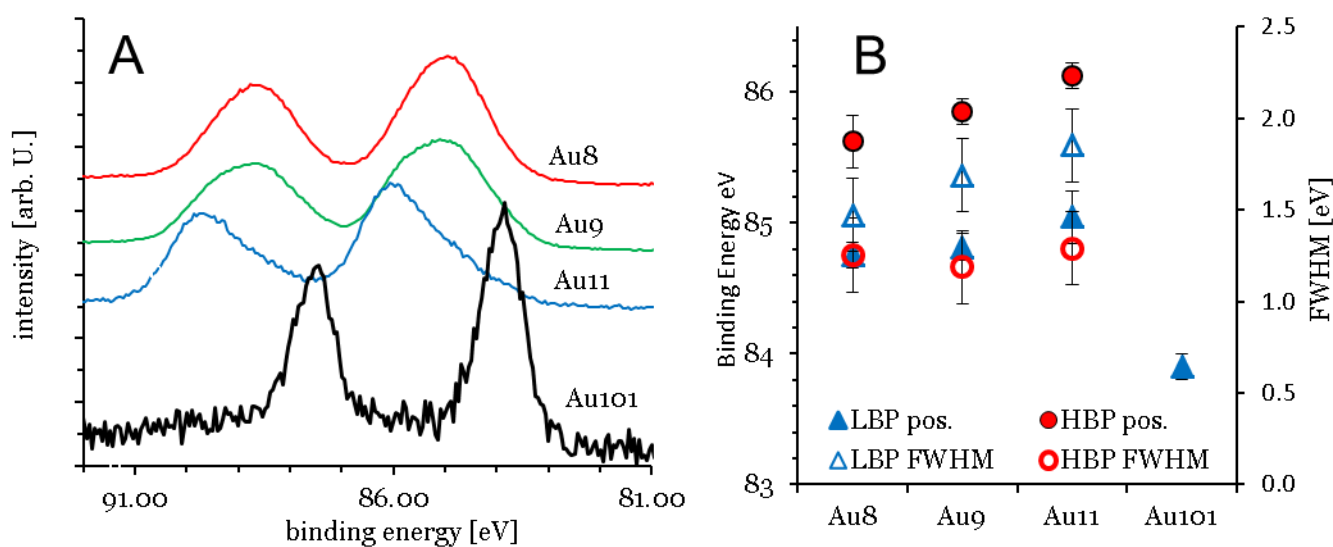 A
intensity [arb. U.]
Au8
Au9
Au11
Au101
91.00 86.00 81.00
binding energy [eV]
B
Binding Energy eV
86
85
84
83
LBP pos. HBP pos.
LBP FWHM HBP FWHM
Au8 Au9 Au11 Au101
2.5
2.0
1.5
1.0
0.5
0.0
FWHM [eV]